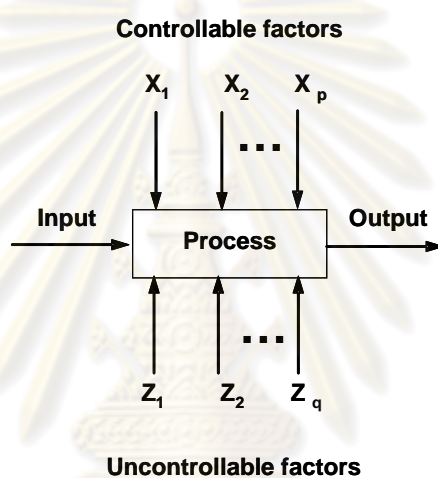 Controllable factors
X1 X2 ... Xp
Input Process Output
Z1 Z2 ... Zq
Uncontrollable factors